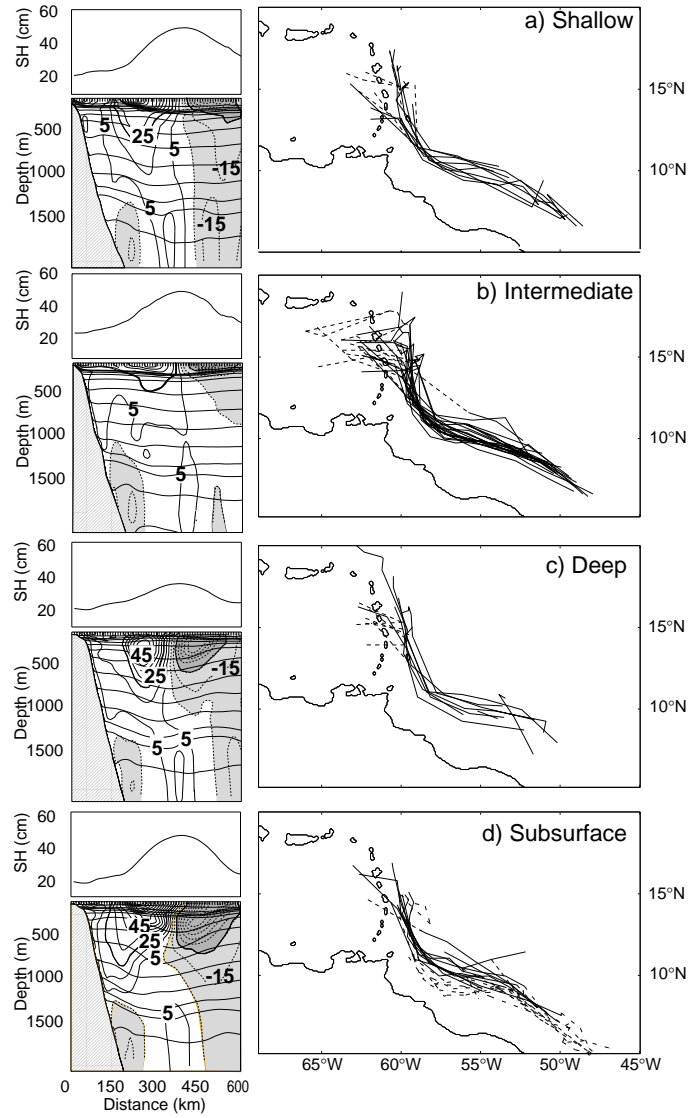 60
40
20
SH (cm)
a) Shallow
15°N
10°N
500
1000
1500
Depth (m)
5
25
5
5
-15
-15
60
40
20
SH (cm)
b) Intermediate
15°N
10°N
500
1000
1500
Depth (m)
5
5
60
40
20
SH (cm)
c) Deep
15°N
10°N
500
1000
1500
Depth (m)
45
25
-15
5
5
60
40
20
SH (cm)
d) Subsurface
15°N
10°N
500
1000
1500
Depth (m)
45
25
5
-15
5
0 150 300 450 600
Distance (km)
65°W 60°W 55°W 50°W 45°W